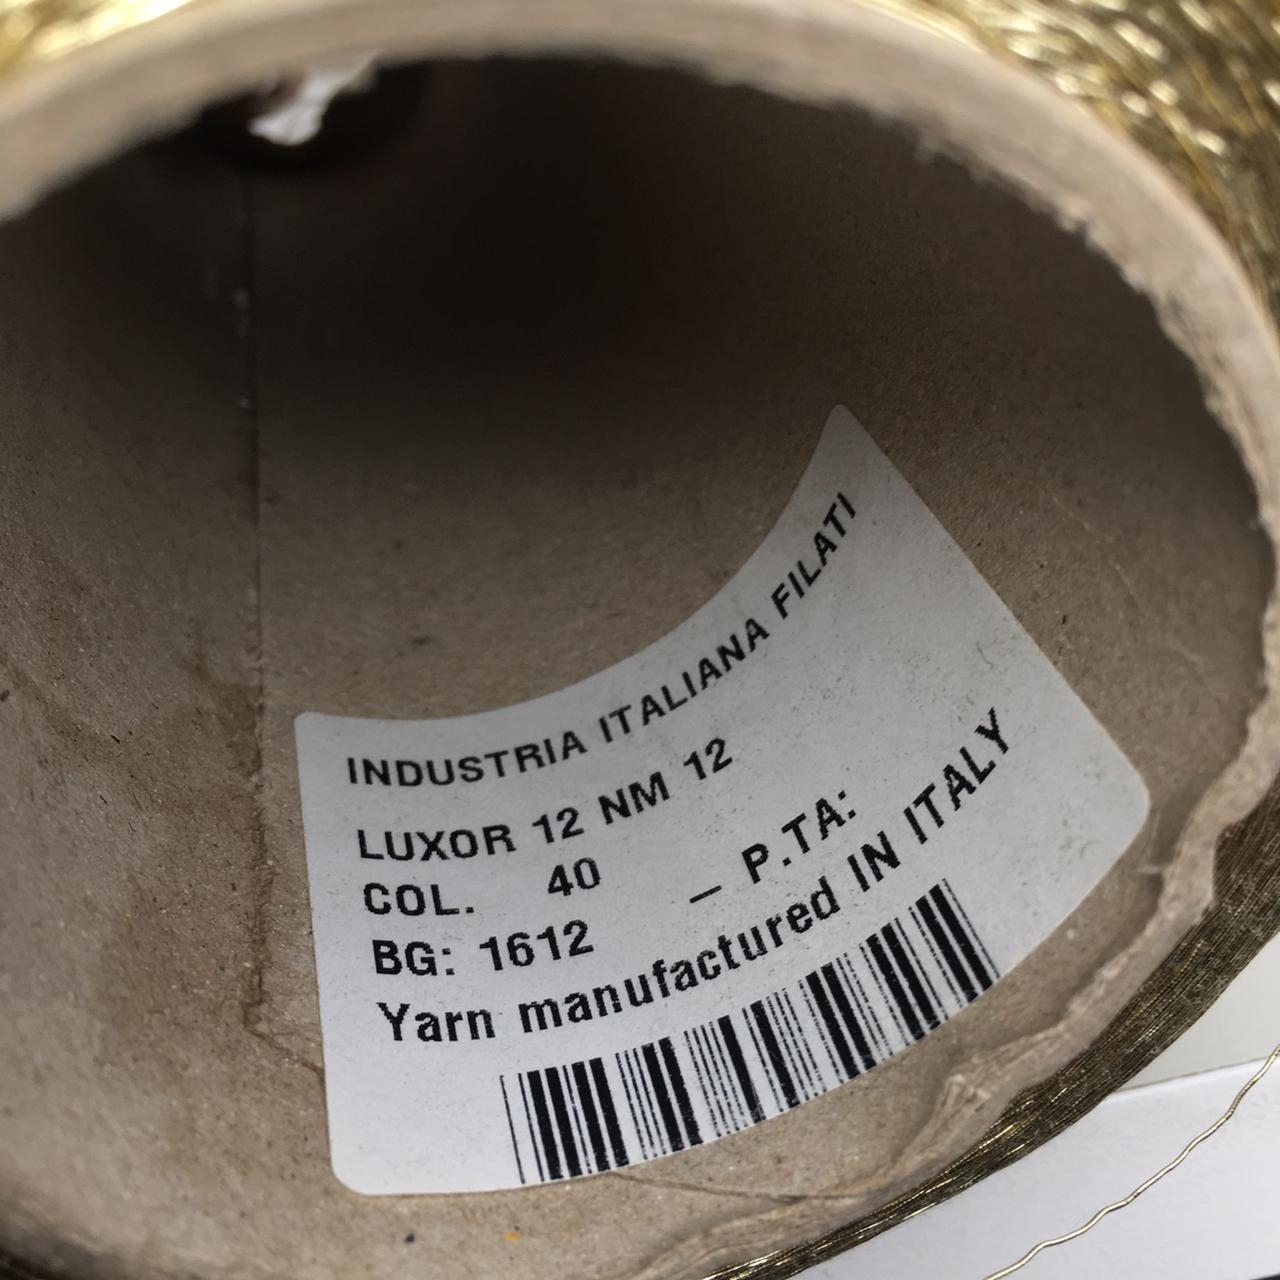 INDUSTRIA ITALIANA FILATI
LUXOR 12 NM 12
COL. 40 _ P.TA:
BG: 1612
Yarn manufactured IN ITALY